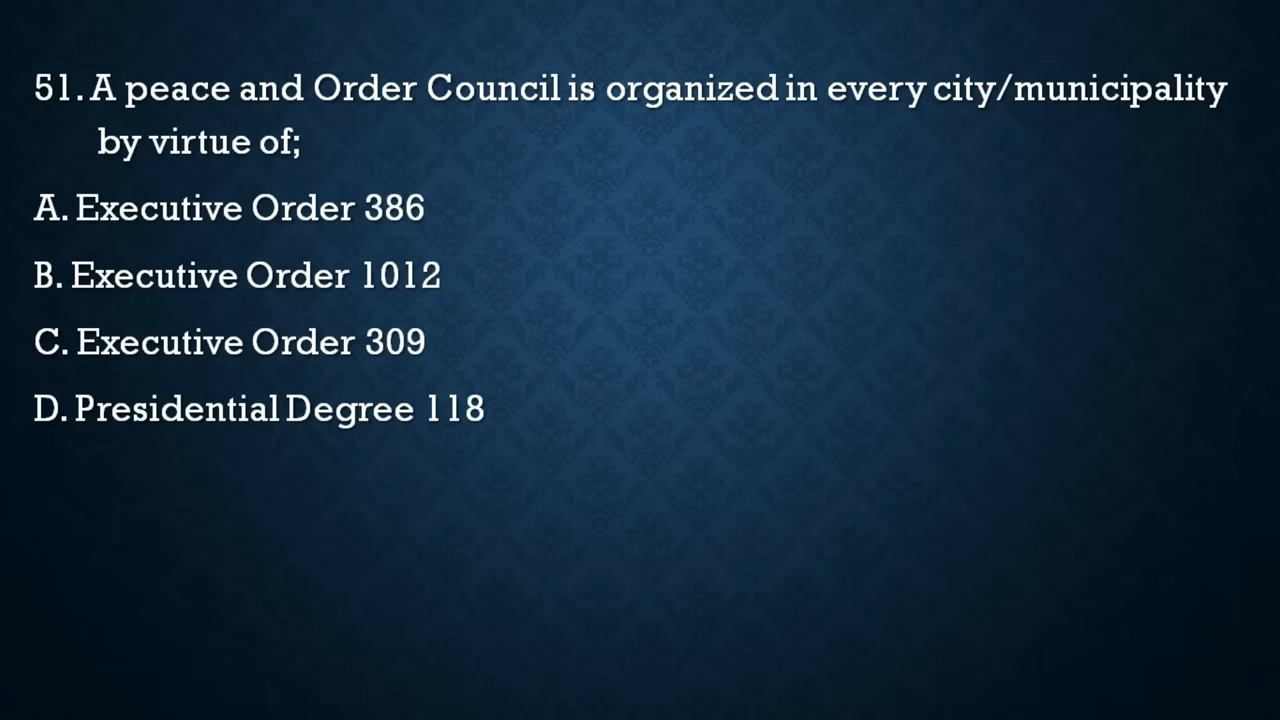 51. A peace and Order Council is organized in every city/municipality
by virtue of;
A. Executive Order 386
B. Executive Order 1012
C. Executive Order 309
D. Presidential Degree 118